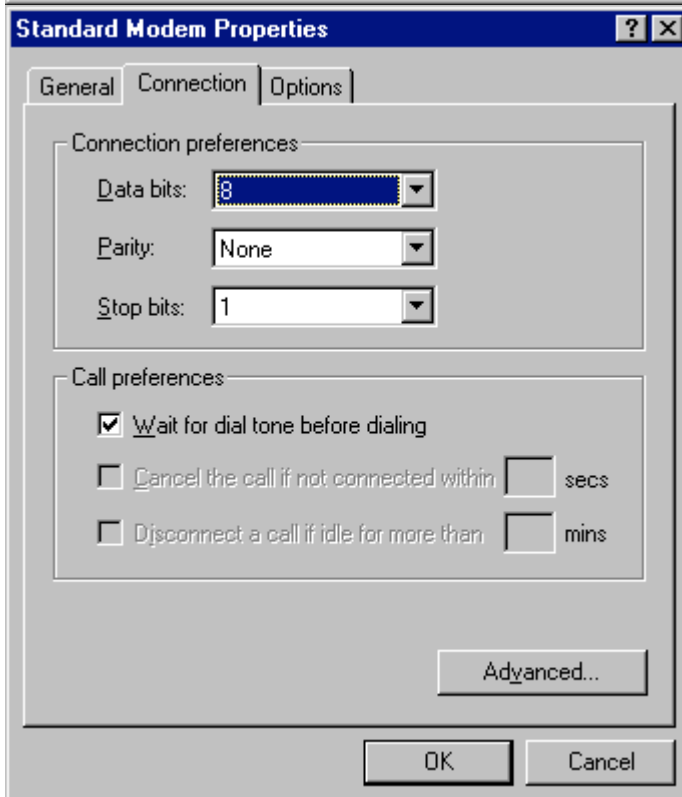 Standard Modem Properties
General Connection Options
Connection preferences
Data bits: 8
Parity: None
Stop bits: 1
Call preferences
Wait for dial tone before dialing
Cancel the call if not connected within secs
Disconnect a call if idle for more than mins
Advanced...
OK Cancel